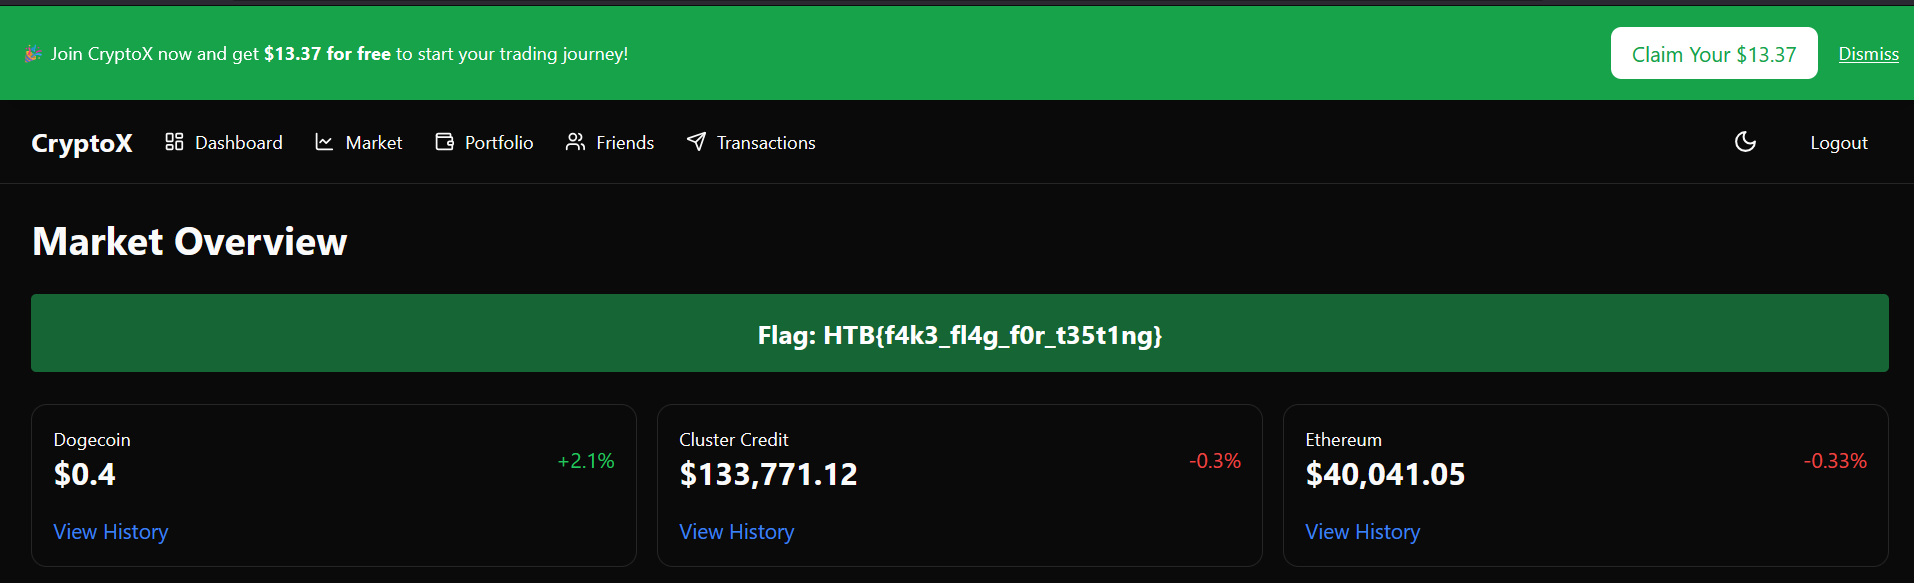 🎉 Join CryptoX now and get $13.37 for free to start your trading journey!
Claim Your $13.37
Dismiss
CryptoX
Dashboard
Market
Portfolio
Friends
Transactions
Logout
Market Overview
Flag: HTB{f4k3_fl4g_f0r_t35t1ng}
Dogecoin
$0.4
+2.1%
View History
Cluster Credit
$133,771.12
-0.3%
View History
Ethereum
$40,041.05
-0.33%
View History